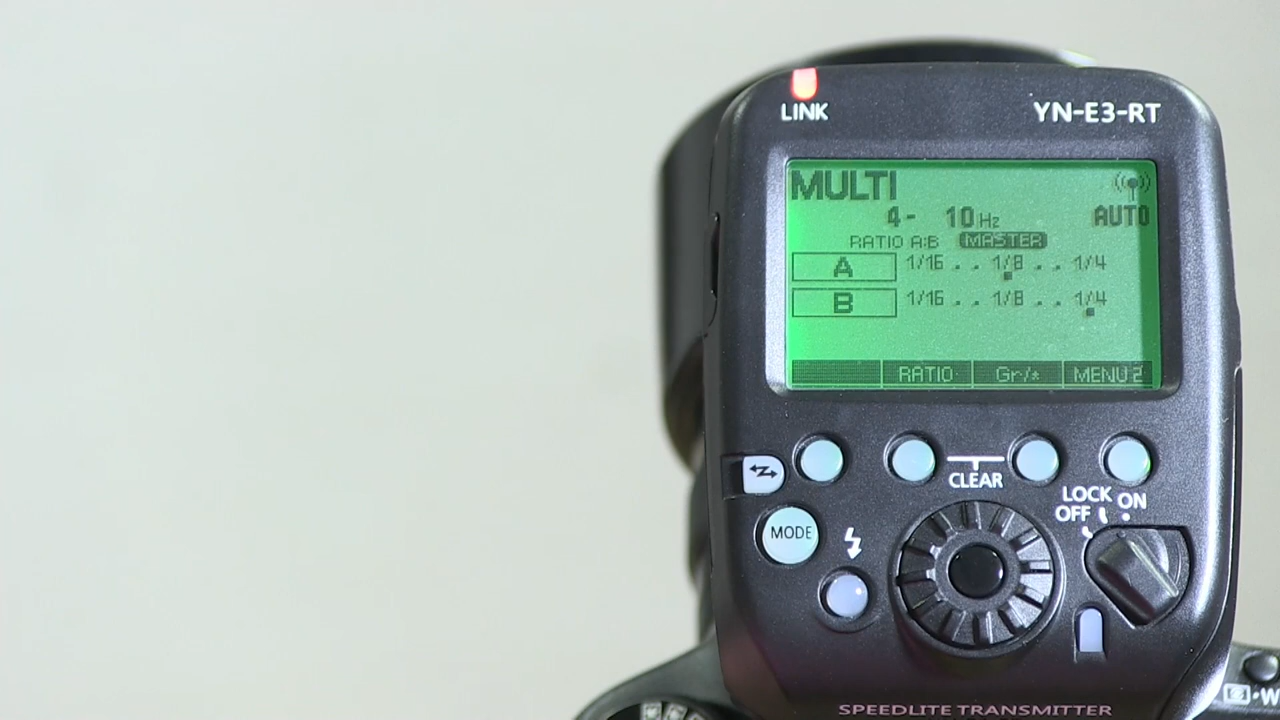 LINK
YN-E3-RT
MULTI
4- 10Hz AUTO
RATIO A:B MASTER
A 1/16 . . 1/8 . . 1/4
B 1/16 . . 1/8 . . 1/4
RATIO Gr/* MENU 2
CLEAR
LOCK
OFF ON
MODE
SPEEDLITE TRANSMITTER